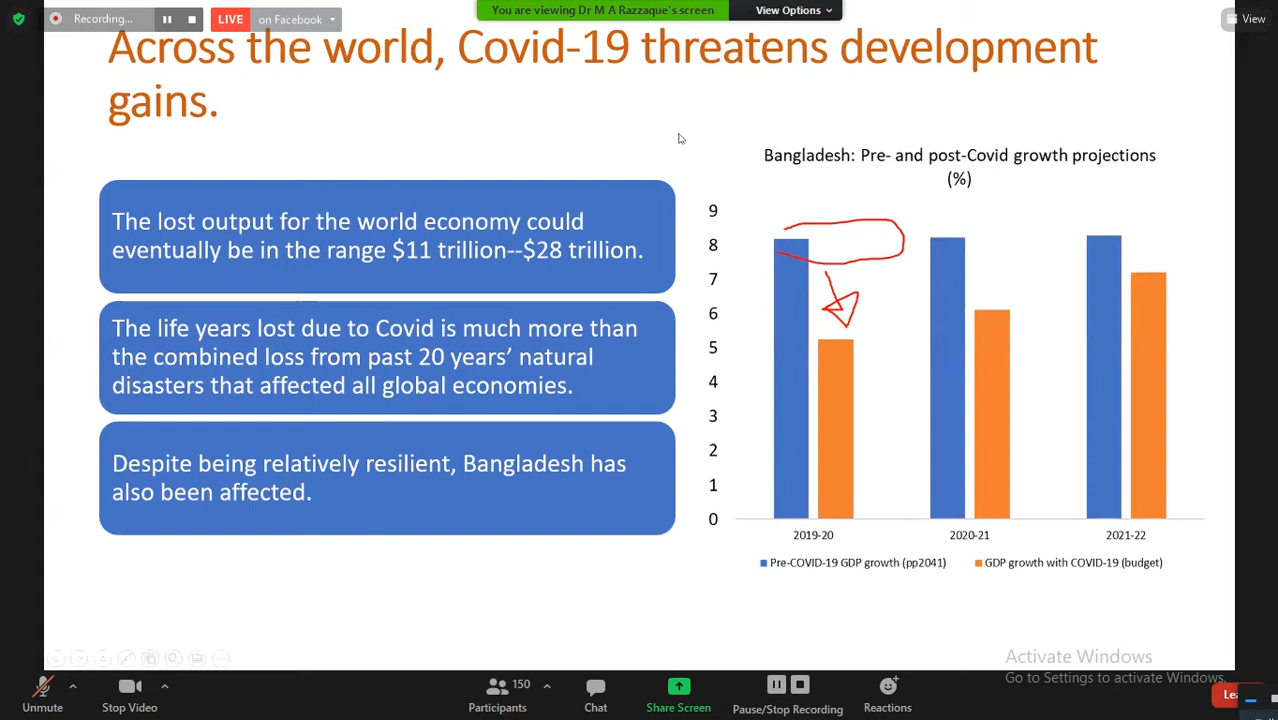 Recording...
LIVE on Facebook
You are viewing Dr M A Razzaque's screen
View Options
View
Across the world, Covid-19 threatens development
gains.
The lost output for the world economy could
eventually be in the range $11 trillion--$28 trillion.
The life years lost due to Covid is much more than
the combined loss from past 20 years’ natural
disasters that affected all global economies.
Despite being relatively resilient, Bangladesh has
also been affected.
Bangladesh: Pre- and post-Covid growth projections
(%)
9
8
7
6
5
4
3
2
1
0
2019-20 2020-21 2021-22
Pre-COVID-19 GDP growth (pp2041) GDP growth with COVID-19 (budget)
Activate Windows
Go to Settings to activate Windows.
Unmute
Stop Video
150
Participants
Chat
Share Screen
Pause/Stop Recording
Reactions